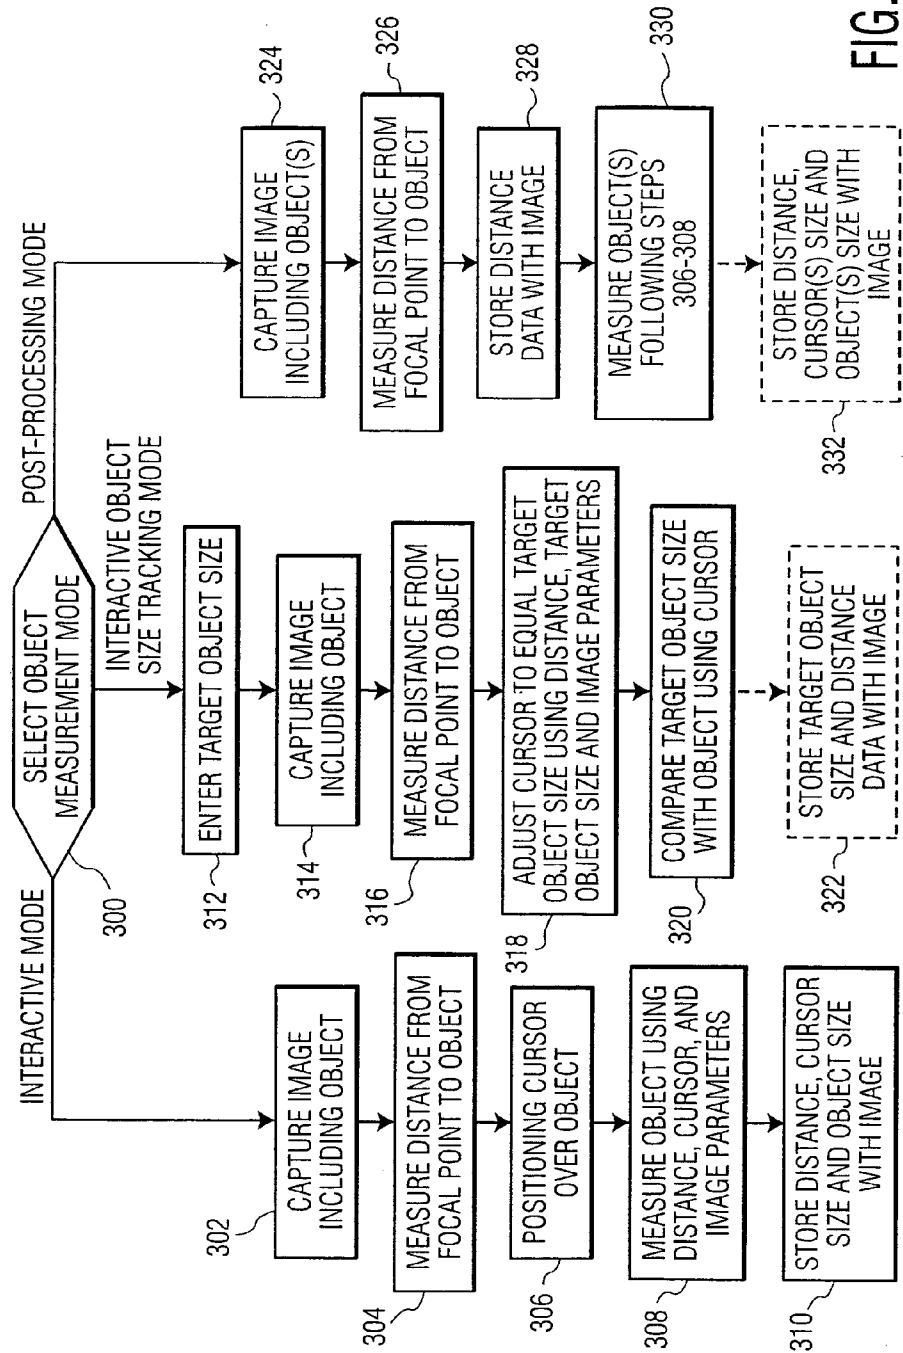 SELECT OBJECT
MEASUREMENT MODE
300
INTERACTIVE MODE
302
CAPTURE IMAGE
INCLUDING OBJECT
304
MEASURE DISTANCE FROM
FOCAL POINT TO OBJECT
306
POSITIONING CURSOR
OVER OBJECT
308
MEASURE OBJECT USING
DISTANCE, CURSOR, AND
IMAGE PARAMETERS
310
STORE DISTANCE, CURSOR
SIZE AND OBJECT SIZE
WITH IMAGE
INTERACTIVE OBJECT
SIZE TRACKING MODE
312
ENTER TARGET OBJECT SIZE
314
CAPTURE IMAGE
INCLUDING OBJECT
316
MEASURE DISTANCE FROM
FOCAL POINT TO OBJECT
318
ADJUST CURSOR TO EQUAL TARGET
OBJECT SIZE USING DISTANCE, TARGET
OBJECT SIZE AND IMAGE PARAMETERS
320
COMPARE TARGET OBJECT SIZE
WITH OBJECT USING CURSOR
322
STORE TARGET OBJECT
SIZE AND DISTANCE
DATA WITH IMAGE
POST-PROCESSING MODE
324
CAPTURE IMAGE
INCLUDING OBJECT(S)
326
MEASURE DISTANCE FROM
FOCAL POINT TO OBJECT
328
STORE DISTANCE
DATA WITH IMAGE
330
MEASURE OBJECT(S)
FOLLOWING STEPS
306-308
332
STORE DISTANCE,
CURSOR(S) SIZE AND
OBJECT(S) SIZE WITH
IMAGE
FIG.